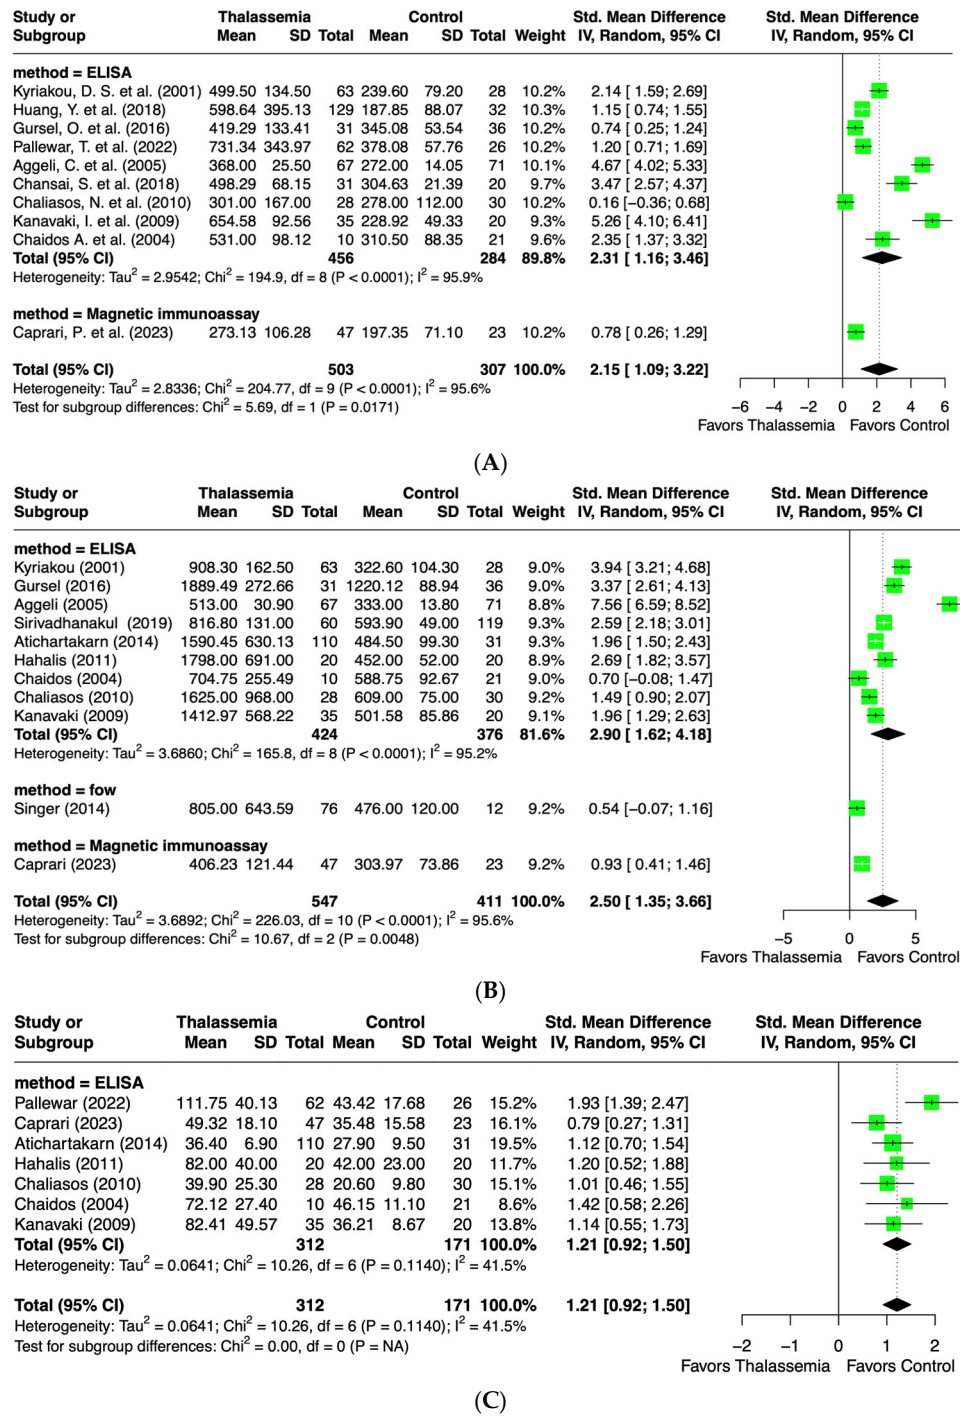 Study or Thalassemia Control Std. Mean Difference Std. Mean Difference
Subgroup Mean SD Total Mean SD Total Weight IV, Random, 95% CI IV, Random, 95% CI
method = ELISA
Kyriakou, D. S. et al. (2001) 499.50 134.50 63 239.60 79.20 28 10.2% 2.14 [ 1.59; 2.69]
Huang, Y. et al. (2018) 598.64 395.13 129 187.85 88.07 32 10.3% 1.15 [ 0.74; 1.55]
Gursel, O. et al. (2016) 419.29 133.41 31 345.08 53.54 36 10.2% 0.74 [ 0.25; 1.24]
Pallewar, T. et al. (2022) 731.34 343.97 62 378.08 57.76 26 10.2% 1.20 [ 0.71; 1.69]
Aggeli, C. et al. (2005) 368.00 25.50 67 272.00 14.05 71 10.1% 4.67 [ 4.02; 5.33]
Chansai, S. et al. (2018) 498.29 68.15 31 304.63 21.39 20 9.7% 3.47 [ 2.57; 4.37]
Chaliasos, N. et al. (2010) 301.00 167.00 28 278.00 112.00 30 10.2% 0.16 [−0.36; 0.68]
Kanavaki, I. et al. (2009) 654.58 92.56 35 228.92 49.33 20 9.3% 5.26 [ 4.10; 6.41]
Chaidos A. et al. (2004) 531.00 98.12 10 310.50 88.35 21 9.6% 2.35 [ 1.37; 3.32]
Total (95% CI) 456 284 89.8% 2.31 [ 1.16; 3.46]
Heterogeneity: Tau² = 2.9542; Chi² = 194.9, df = 8 (P < 0.0001); I² = 95.9%
method = Magnetic immunoassay
Caprari, P. et al. (2023) 273.13 106.28 47 197.35 71.10 23 10.2% 0.78 [ 0.26; 1.29]
Total (95% CI) 503 307 100.0% 2.15 [ 1.09; 3.22]
Heterogeneity: Tau² = 2.8336; Chi² = 204.77, df = 9 (P < 0.0001); I² = 95.6%
Test for subgroup differences: Chi² = 5.69, df = 1 (P = 0.0171)
−6 −4 −2 0 2 4 6
Favors Thalassemia Favors Control
(A)
Study or Thalassemia Control Std. Mean Difference Std. Mean Difference
Subgroup Mean SD Total Mean SD Total Weight IV, Random, 95% CI IV, Random, 95% CI
method = ELISA
Kyriakou (2001) 908.30 162.50 63 322.60 104.30 28 9.0% 3.94 [ 3.21; 4.68]
Gursel (2016) 1889.49 272.66 31 1220.12 88.94 36 9.0% 3.37 [ 2.61; 4.13]
Aggeli (2005) 513.00 30.90 67 333.00 13.80 71 8.8% 7.56 [ 6.59; 8.52]
Sirivadhanakul (2019) 816.80 131.00 60 593.90 49.00 119 9.3% 2.59 [ 2.18; 3.01]
Atichartakarn (2014) 1590.45 630.13 110 484.50 99.30 31 9.3% 1.96 [ 1.50; 2.43]
Hahalis (2011) 1798.00 691.00 20 452.00 52.00 20 8.9% 2.69 [ 1.82; 3.57]
Chaidos (2004) 704.75 255.49 10 588.75 92.67 21 9.0% 0.70 [−0.08; 1.47]
Chaliasos (2010) 1625.00 968.00 28 609.00 75.00 30 9.2% 1.49 [ 0.90; 2.07]
Kanavaki (2009) 1412.97 568.22 35 501.58 85.86 20 9.1% 1.96 [ 1.29; 2.63]
Total (95% CI) 424 376 81.6% 2.90 [ 1.62; 4.18]
Heterogeneity: Tau² = 3.6860; Chi² = 165.8, df = 8 (P < 0.0001); I² = 95.2%
method = fow
Singer (2014) 805.00 643.59 76 476.00 120.00 12 9.2% 0.54 [−0.07; 1.16]
method = Magnetic immunoassay
Caprari (2023) 406.23 121.44 47 303.97 73.86 23 9.2% 0.93 [ 0.41; 1.46]
Total (95% CI) 547 411 100.0% 2.50 [ 1.35; 3.66]
Heterogeneity: Tau² = 3.6892; Chi² = 226.03, df = 10 (P < 0.0001); I² = 95.6%
Test for subgroup differences: Chi² = 10.67, df = 2 (P = 0.0048)
−5 0 5
Favors Thalassemia Favors Control
(B)
Study or Thalassemia Control Std. Mean Difference Std. Mean Difference
Subgroup Mean SD Total Mean SD Total Weight IV, Random, 95% CI IV, Random, 95% CI
method = ELISA
Pallewar (2022) 111.75 40.13 62 43.42 17.68 26 15.2% 1.93 [1.39; 2.47]
Caprari (2023) 49.32 18.10 47 35.48 15.58 23 16.1% 0.79 [0.27; 1.31]
Atichartakarn (2014) 36.40 6.90 110 27.90 9.50 31 19.5% 1.12 [0.70; 1.54]
Hahalis (2011) 82.00 40.00 20 42.00 23.00 20 11.7% 1.20 [0.52; 1.88]
Chaliasos (2010) 39.90 25.30 28 20.60 9.80 30 15.1% 1.01 [0.46; 1.55]
Chaidos (2004) 72.12 27.40 10 46.15 11.10 21 8.6% 1.42 [0.58; 2.26]
Kanavaki (2009) 82.41 49.57 35 36.21 8.67 20 13.8% 1.14 [0.55; 1.73]
Total (95% CI) 312 171 100.0% 1.21 [0.92; 1.50]
Heterogeneity: Tau² = 0.0641; Chi² = 10.26, df = 6 (P = 0.1140); I² = 41.5%
Total (95% CI) 312 171 100.0% 1.21 [0.92; 1.50]
Heterogeneity: Tau² = 0.0641; Chi² = 10.26, df = 6 (P = 0.1140); I² = 41.5%
Test for subgroup differences: Chi² = 0.00, df = 0 (P = NA)
−2 −1 0 1 2
Favors Thalassemia Favors Control
(C)